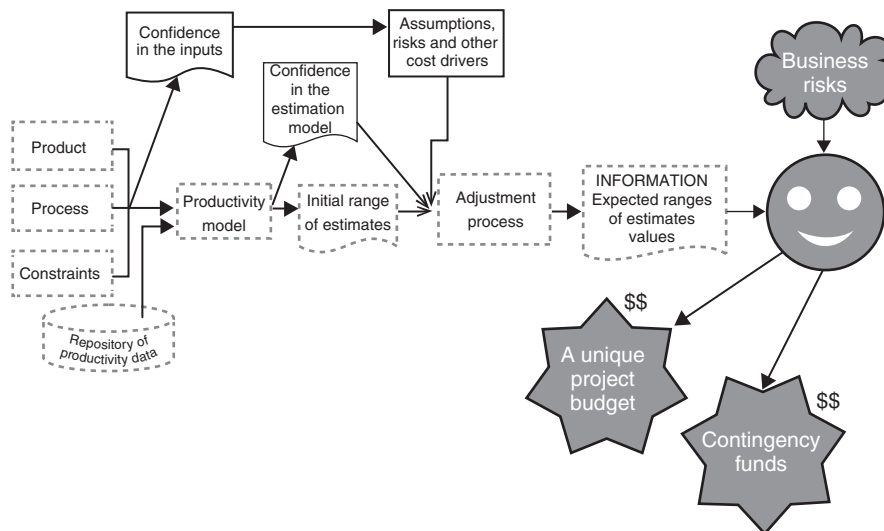 Confidence
in the inputs
Assumptions,
risks and other
cost drivers
Business
risks
Confidence
in the
estimation
model
Product
Process
Constraints
Productivity
model
Initial range
of estimates
Adjustment
process
INFORMATION
Expected ranges
of estimates
values
Repository of
productivity data
$$
A unique
project
budget
$$
Contingency
funds